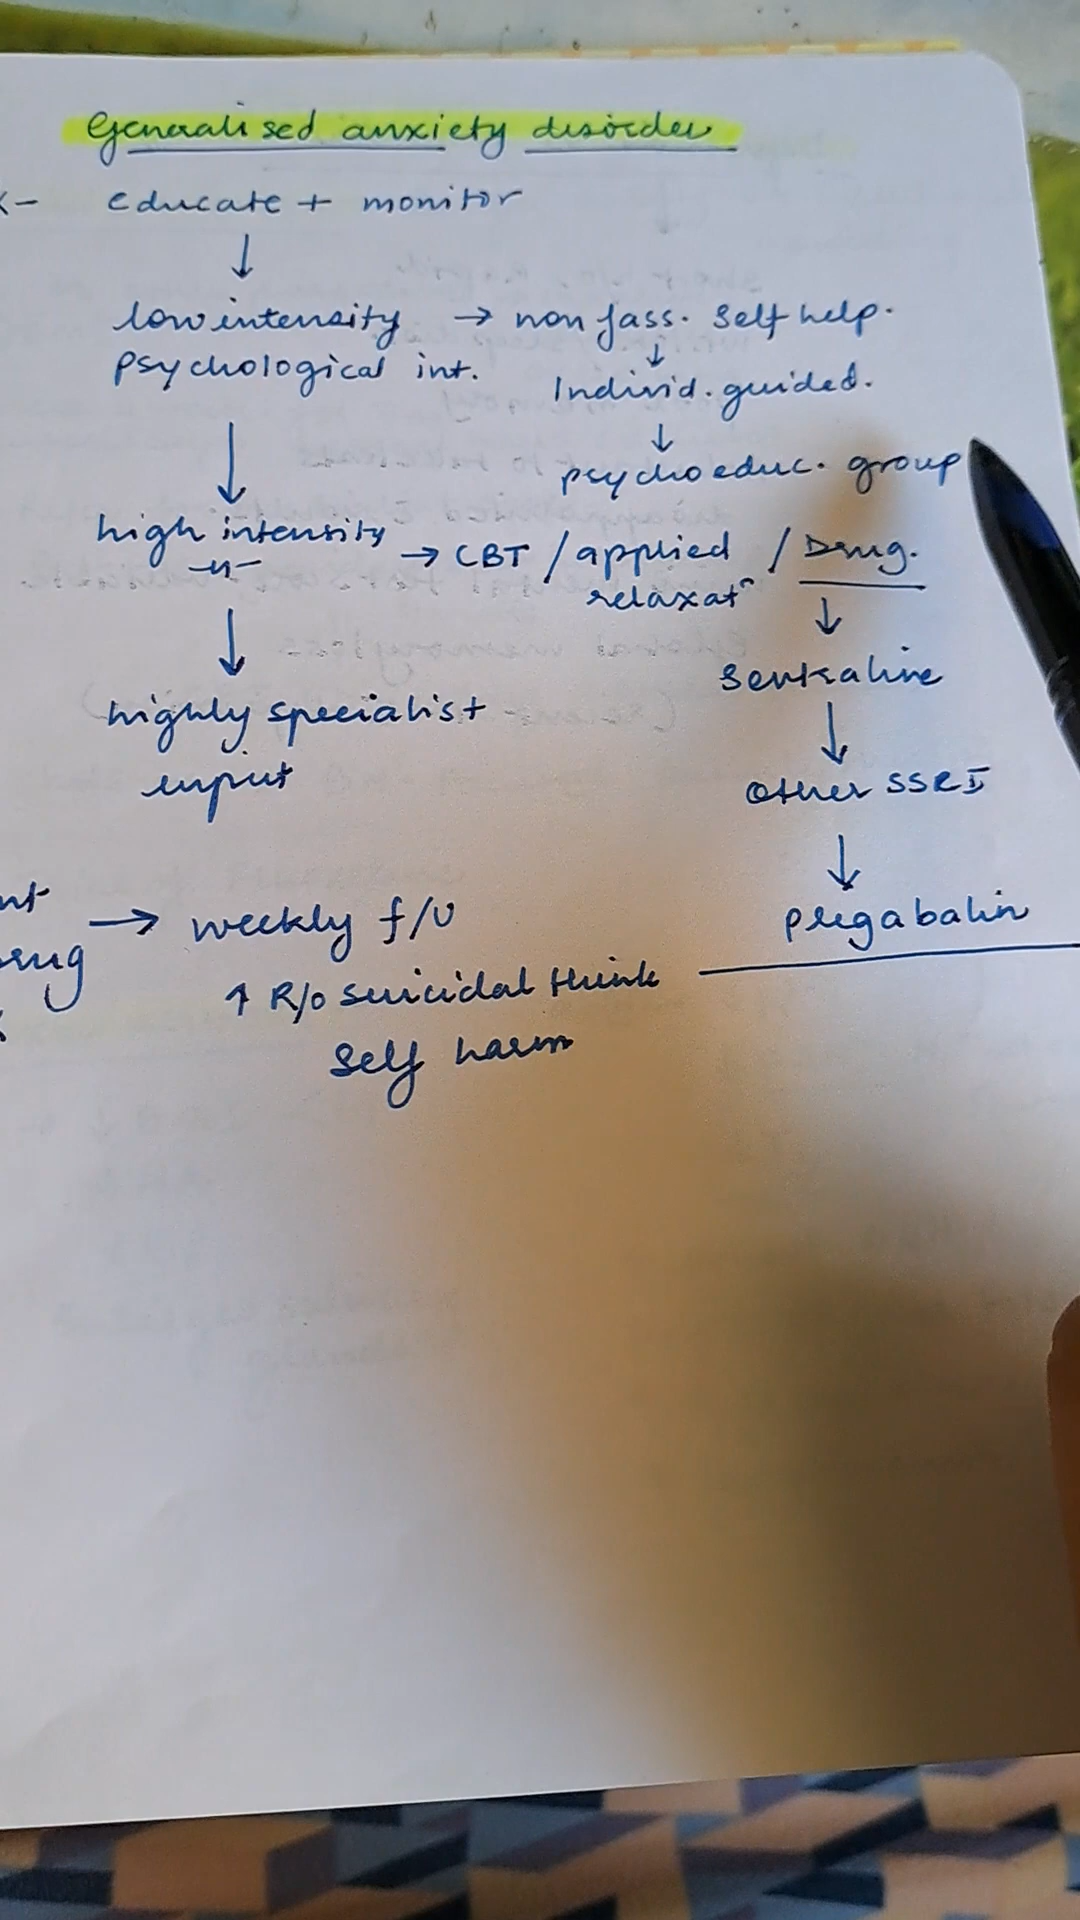 Generalised anxiety disorder
educate + monitor
↓
low intensity → non fass. Self help.
psychological int. ↓
Individ. guided.
↓ ↓
psychoeduc. group
high intensity → CBT / applied / Drug.
-11- relaxatⁿ
↓ ↓
Sertraline
highly specialist ↓
input
other SSRI
↓
pregabalin
→ weekly f/u
↑ R/o suicidal think
Self harm